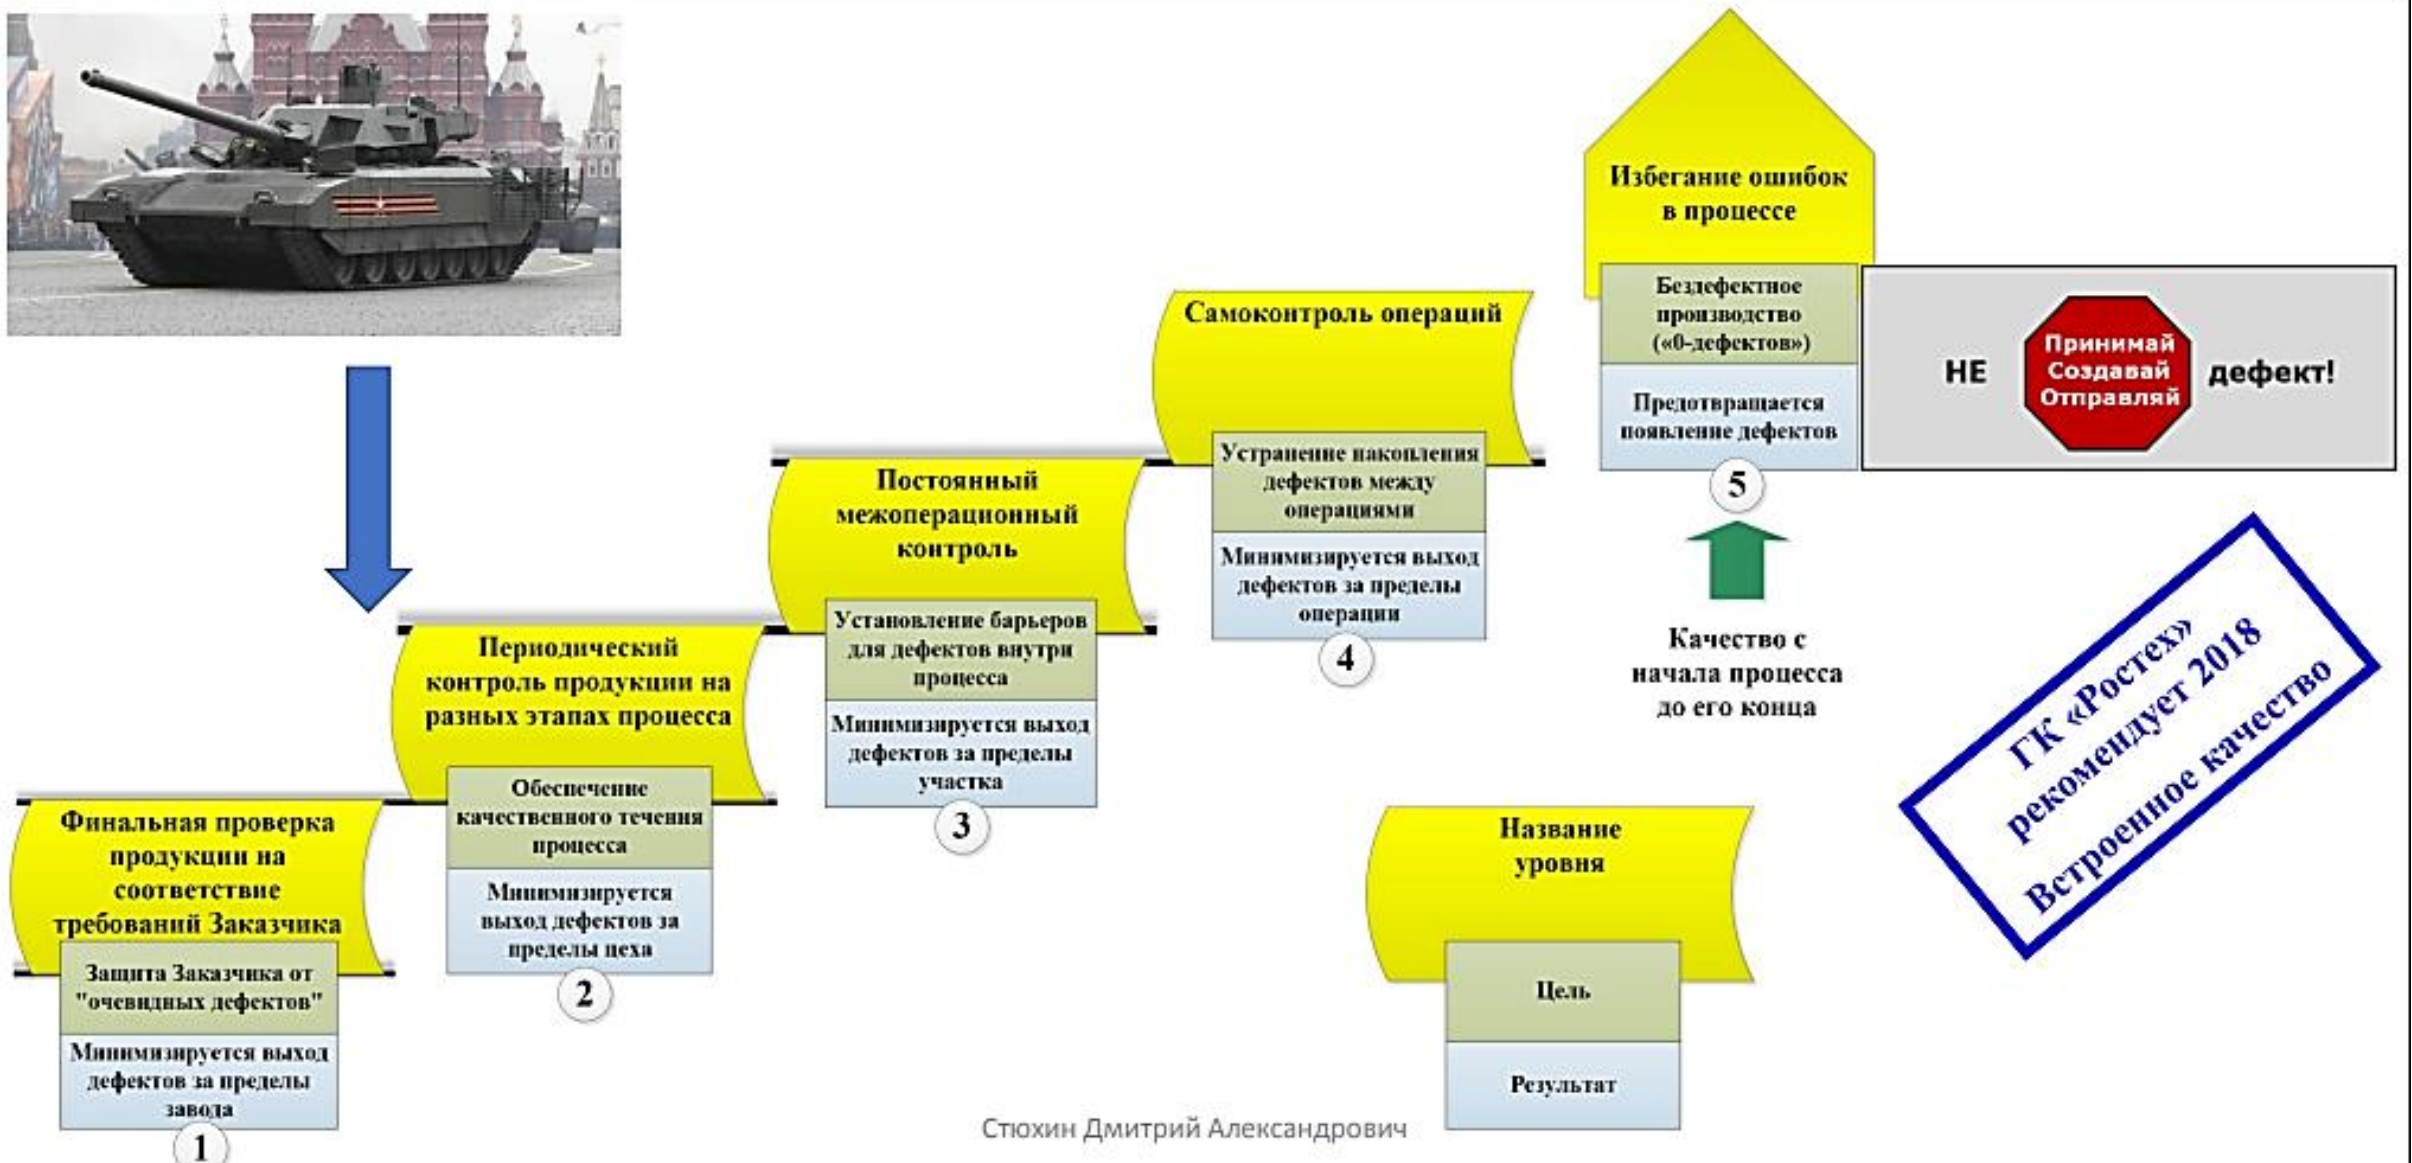 Избегание ошибок
в процессе
Бездефектное
производство
(«0-дефектов»)
Предотвращается
появление дефектов
5
Качество с
начала процесса
до его конца
НЕ
Принимай
Создавай
Отправляй
дефект!
Самоконтроль операций
Устранение накопления
дефектов между
операциями
Минимизируется выход
дефектов за пределы
операции
4
Постоянный
межоперационный
контроль
Установление барьеров
для дефектов внутри
процесса
Минимизируется выход
дефектов за пределы
участка
3
Периодический
контроль продукции на
разных этапах процесса
Обеспечение
качественного течения
процесса
Минимизируется
выход дефектов за
пределы цеха
2
Финальная проверка
продукции на
соответствие
требований Заказчика
Защита Заказчика от
"очевидных дефектов"
Минимизируется выход
дефектов за пределы
завода
1
Название
уровня
Цель
Результат
ГК «Ростех»
рекомендует 2018
Встроенное качество
Стюхин Дмитрий Александрович